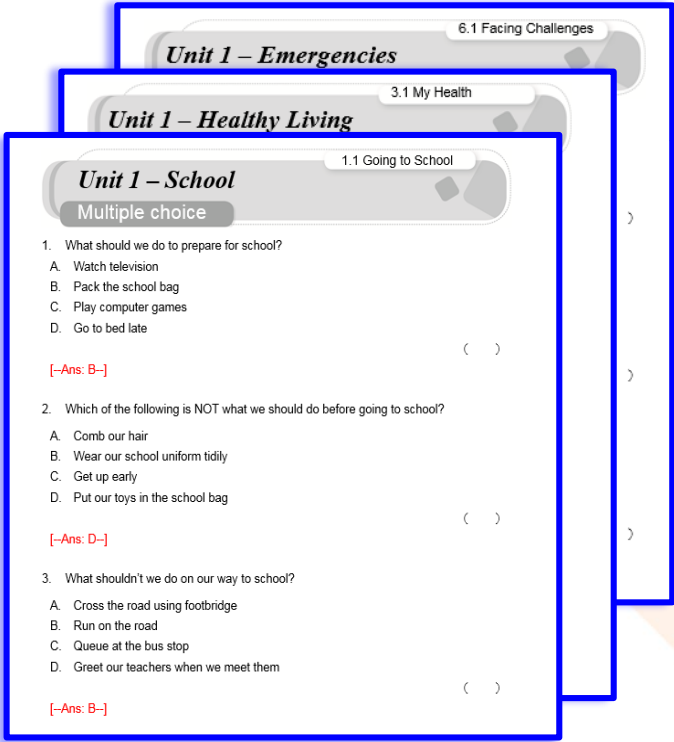 6.1 Facing Challenges
Unit 1 – Emergencies
3.1 My Health
Unit 1 – Healthy Living
1.1 Going to School
Unit 1 – School
Multiple choice
1. What should we do to prepare for school?
A. Watch television
B. Pack the school bag
C. Play computer games
D. Go to bed late
( )
[--Ans: B--]
2. Which of the following is NOT what we should do before going to school?
A. Comb our hair
B. Wear our school uniform tidily
C. Get up early
D. Put our toys in the school bag
( )
[--Ans: D--]
3. What shouldn't we do on our way to school?
A. Cross the road using footbridge
B. Run on the road
C. Queue at the bus stop
D. Greet our teachers when we meet them
( )
[--Ans: B--]
)
)
)